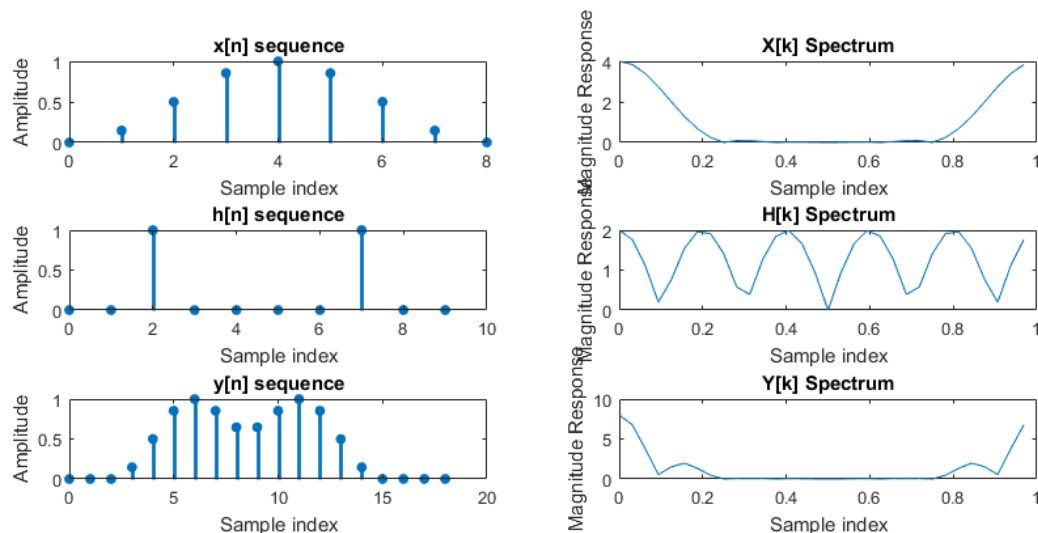 x[n] sequence
Amplitude
1
0.5
0
0 2 4 6 8
Sample index
X[k] Spectrum
Magnitude Response
4
2
0
0 0.2 0.4 0.6 0.8 1
Sample index
h[n] sequence
Amplitude
1
0.5
0
0 2 4 6 8 10
Sample index
H[k] Spectrum
Magnitude Response
2
1
0
0 0.2 0.4 0.6 0.8 1
Sample index
y[n] sequence
Amplitude
1
0.5
0
0 5 10 15 20
Sample index
Y[k] Spectrum
Magnitude Response
10
5
0
0 0.2 0.4 0.6 0.8 1
Sample index